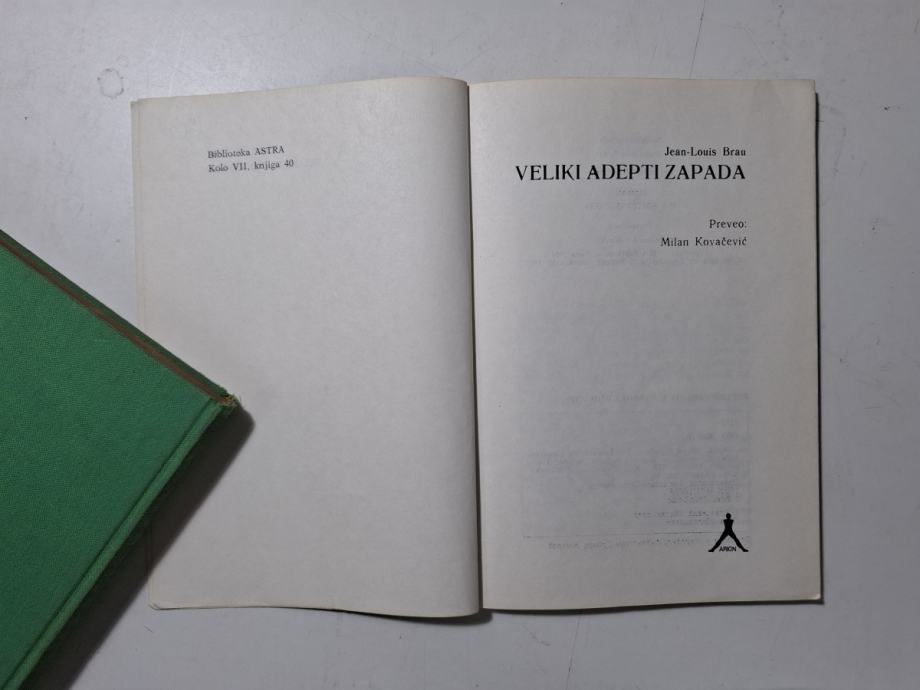 Biblioteka ASTRA
Kolo VII, knjiga 40
Jean-Louis Brau
VELIKI ADEPTI ZAPADA
Preveo:
Milan Kovačević
ARION